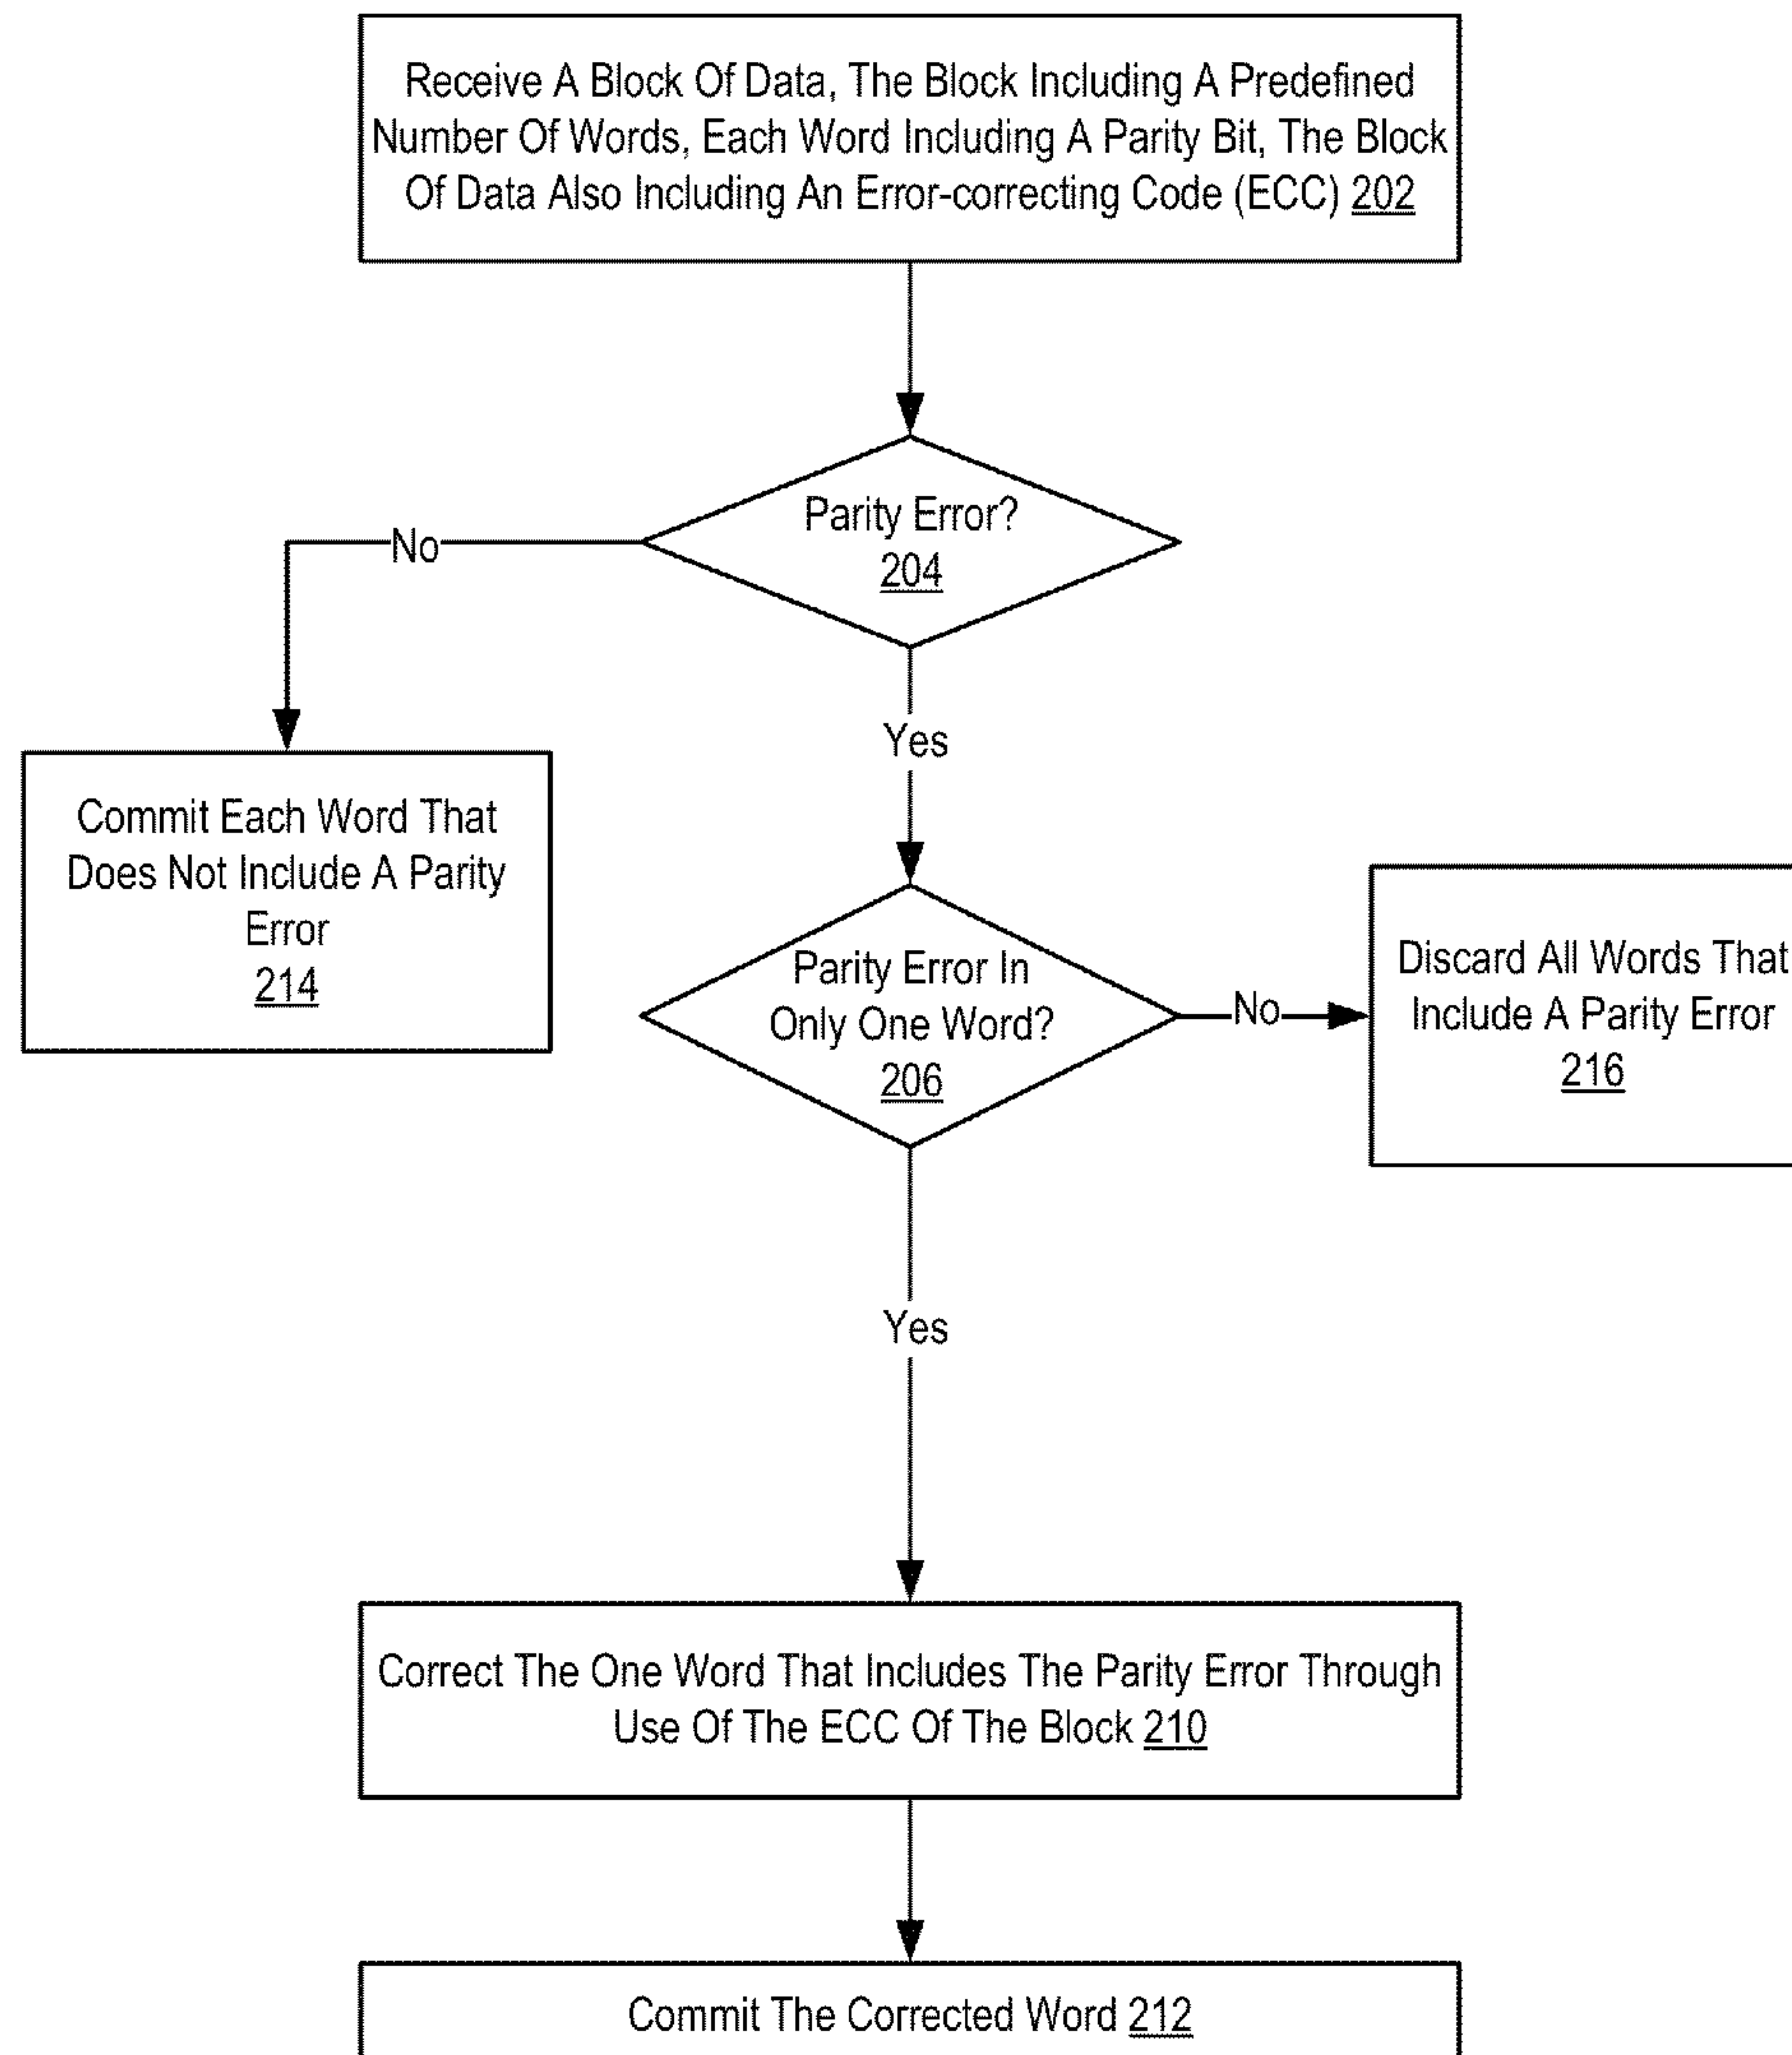 Receive A Block Of Data, The Block Including A Predefined
Number Of Words, Each Word Including A Parity Bit, The Block
Of Data Also Including An Error-correcting Code (ECC) 202
Parity Error?
204
No
Yes
Commit Each Word That
Does Not Include A Parity
Error
214
Parity Error In
Only One Word?
206
No
Discard All Words That
Include A Parity Error
216
Yes
Correct The One Word That Includes The Parity Error Through
Use Of The ECC Of The Block 210
Commit The Corrected Word 212